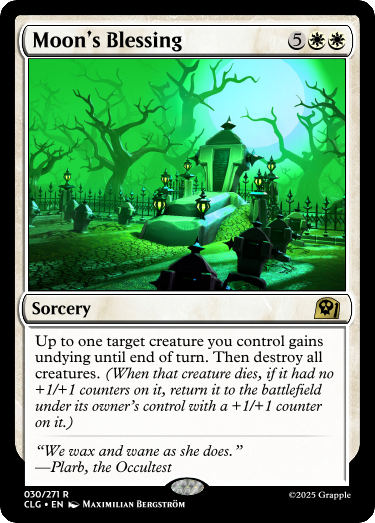 Moon's Blessing 5
Sorcery
Up to one target creature you control gains
undying until end of turn. Then destroy all
creatures. (When that creature dies, if it had no
+1/+1 counters on it, return it to the battlefield
under its owner's control with a +1/+1 counter
on it.)
“We wax and wane as she does.”
—Plarb, the Occultest
030/271 R
CLG • EN Maximilian Bergström
©2025 Grapple